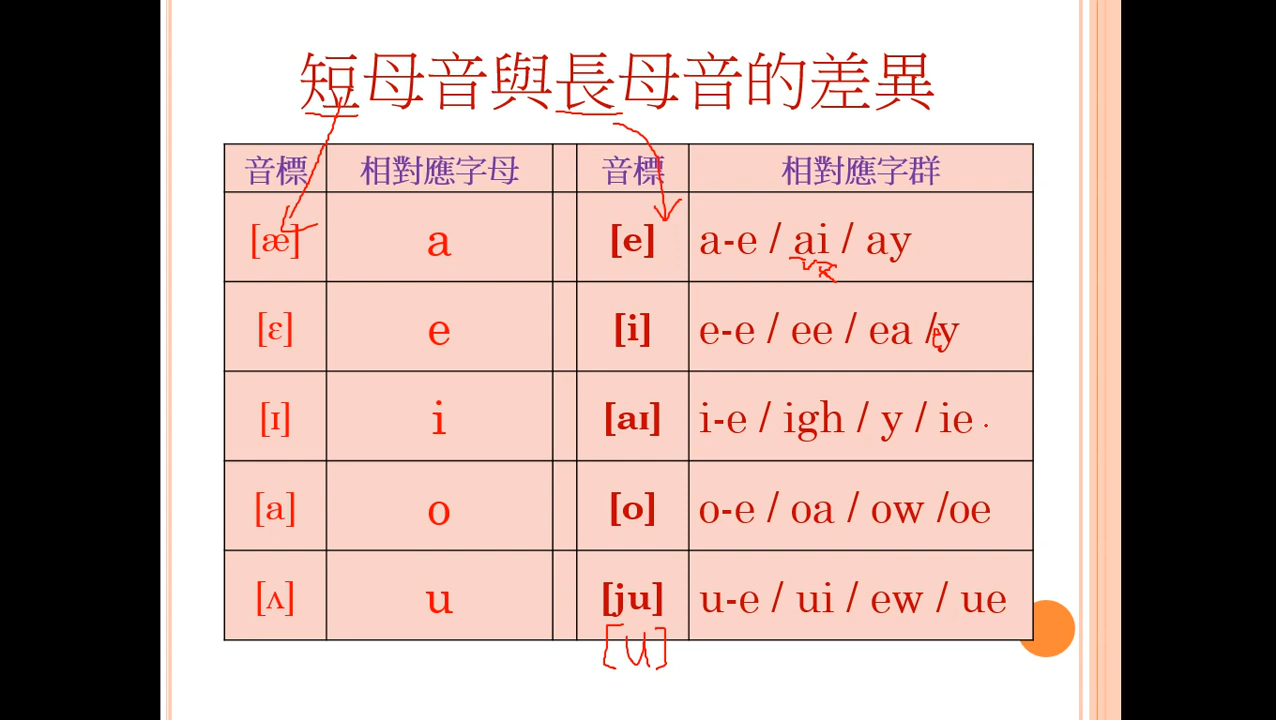 短母音與長母音的差異
音標 相對應字母 音標 相對應字群
[æ] a [e] a-e / ai / ay
[ɛ] e [i] e-e / ee / ea /ey
[ɪ] i [aɪ] i-e / igh / y / ie
[a] o [o] o-e / oa / ow /oe
[ʌ] u [ju] u-e / ui / ew / ue
[u]